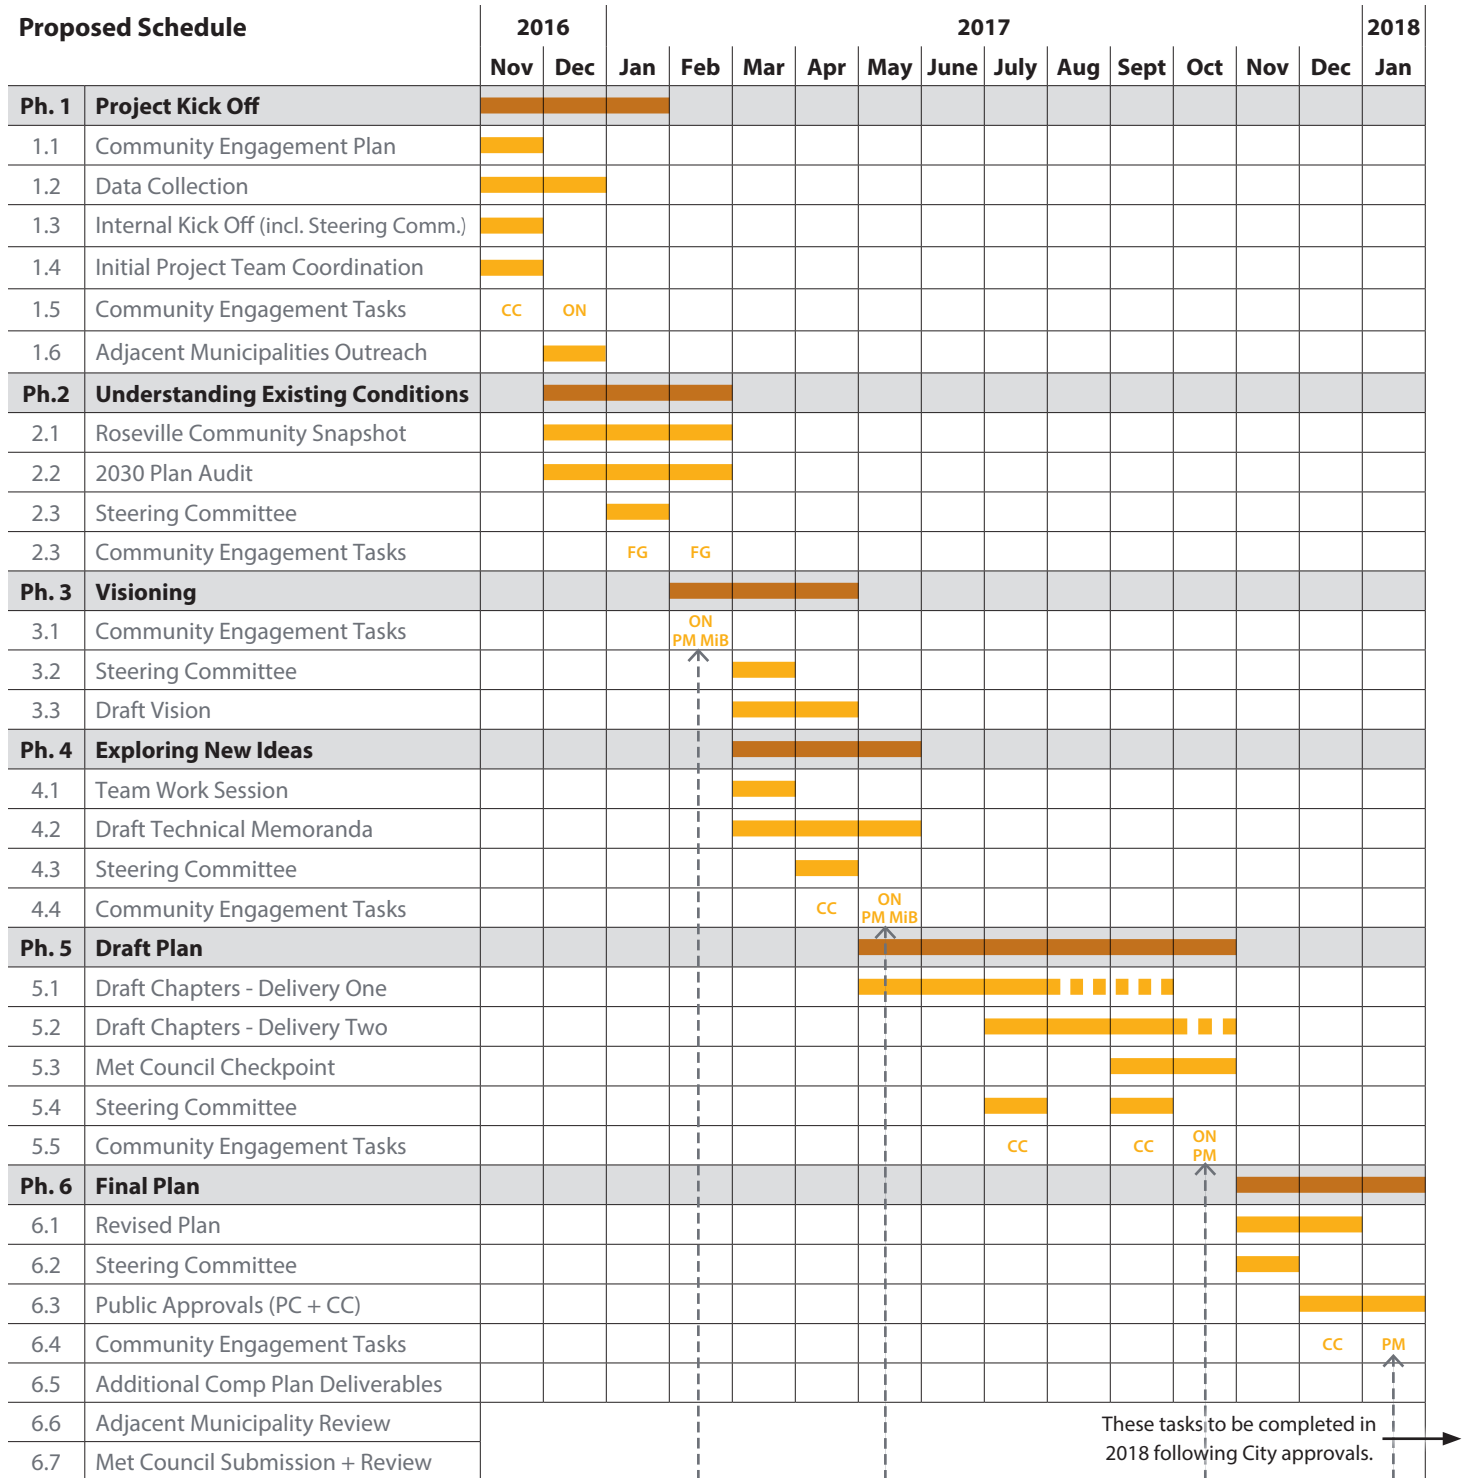 Proposed Schedule 2016 2017 2018
Nov Dec Jan Feb Mar Apr May June July Aug Sept Oct Nov Dec Jan
Ph. 1 Project Kick Off
1.1 Community Engagement Plan
1.2 Data Collection
1.3 Internal Kick Off (incl. Steering Comm.)
1.4 Initial Project Team Coordination
1.5 Community Engagement Tasks CC ON
1.6 Adjacent Municipalities Outreach
Ph.2 Understanding Existing Conditions
2.1 Roseville Community Snapshot
2.2 2030 Plan Audit
2.3 Steering Committee
2.3 Community Engagement Tasks FG FG
Ph. 3 Visioning
3.1 Community Engagement Tasks ON
PM MiB
3.2 Steering Committee
3.3 Draft Vision
Ph. 4 Exploring New Ideas
4.1 Team Work Session
4.2 Draft Technical Memoranda
4.3 Steering Committee
4.4 Community Engagement Tasks CC ON
PM MiB
Ph. 5 Draft Plan
5.1 Draft Chapters - Delivery One
5.2 Draft Chapters - Delivery Two
5.3 Met Council Checkpoint
5.4 Steering Committee
5.5 Community Engagement Tasks CC CC ON
PM
Ph. 6 Final Plan
6.1 Revised Plan
6.2 Steering Committee
6.3 Public Approvals (PC + CC)
6.4 Community Engagement Tasks CC PM
6.5 Additional Comp Plan Deliverables
6.6 Adjacent Municipality Review These tasks to be completed in
6.7 Met Council Submission + Review 2018 following City approvals.